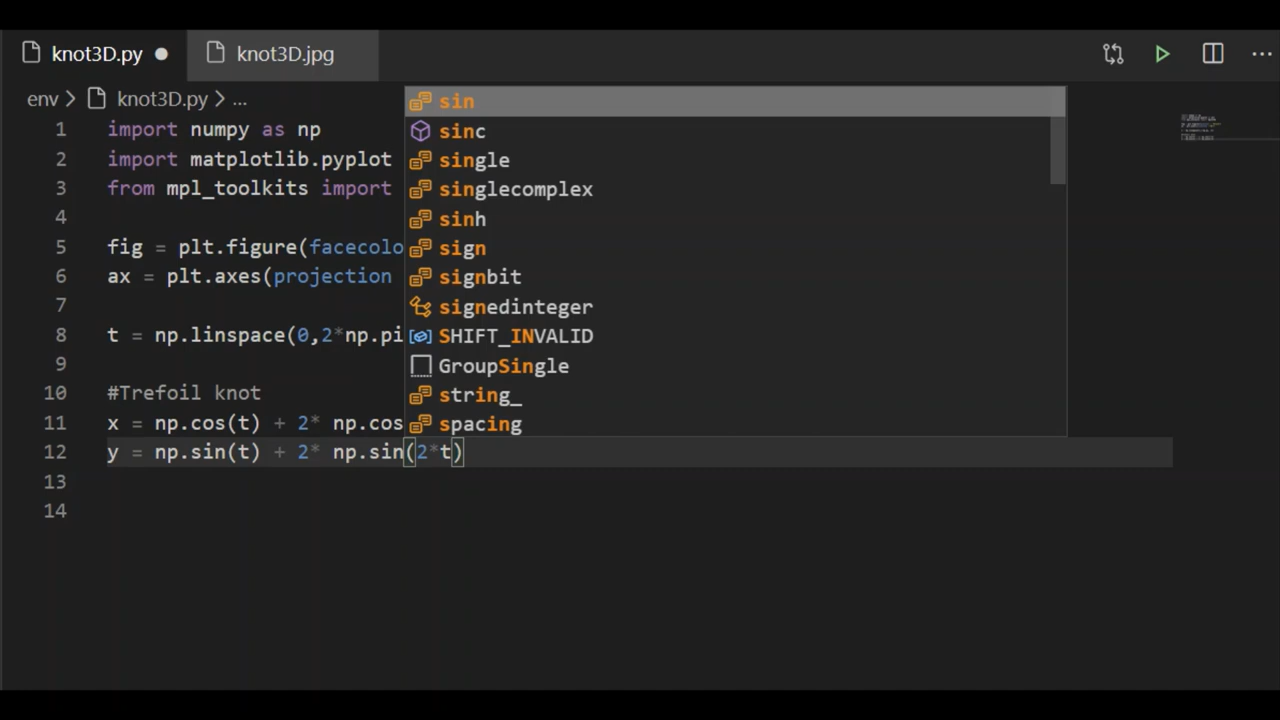 knot3D.py knot3D.jpg
env > knot3D.py > ...
1 import numpy as np
2 import matplotlib.pyplot
3 from mpl_toolkits import
4
5 fig = plt.figure(facecolo
6 ax = plt.axes(projection
7
8 t = np.linspace(0,2*np.pi
9
10 #Trefoil knot
11 x = np.cos(t) + 2* np.cos
12 y = np.sin(t) + 2* np.sin(2*t)
13
14
sin
sinc
single
singlecomplex
sinh
sign
signbit
signedinteger
SHIFT_INVALID
GroupSingle
string_
spacing